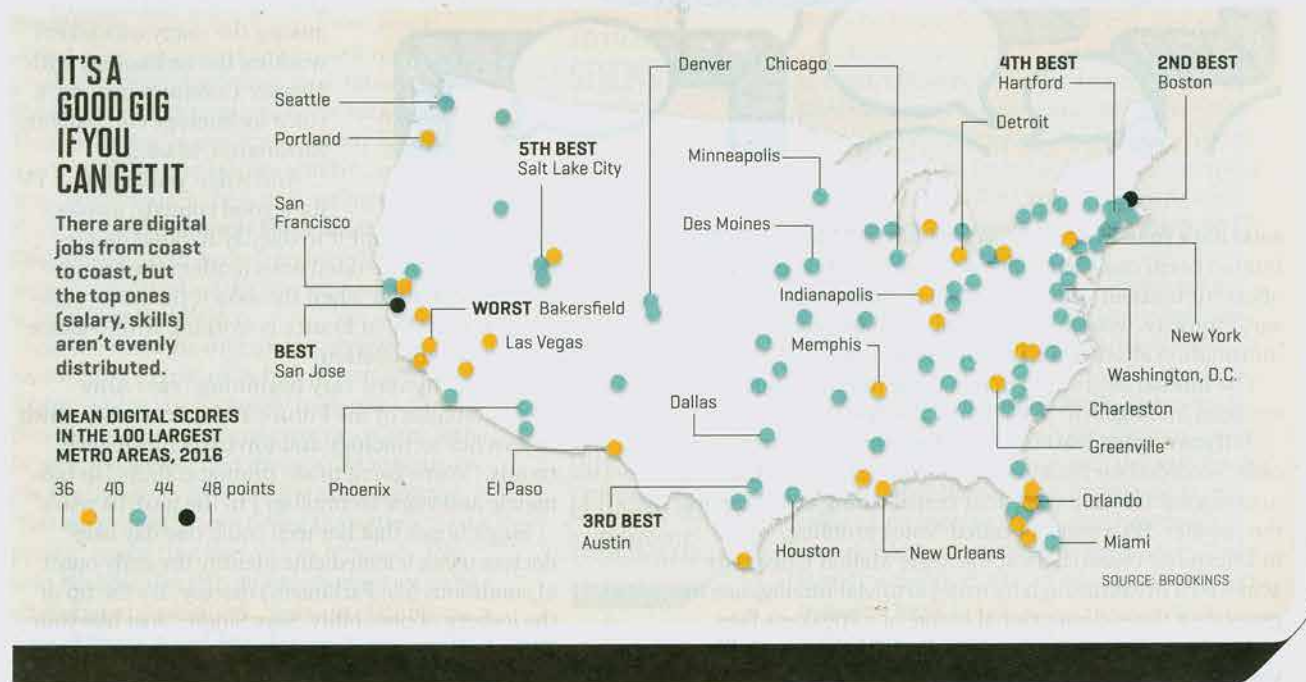 IT'S A
GOOD GIG
IF YOU
CAN GET IT
There are digital
jobs from coast
to coast, but
the top ones
(salary, skills)
aren't evenly
distributed.
MEAN DIGITAL SCORES
IN THE 100 LARGEST
METRO AREAS, 2016
36 40 44 48 points
Seattle
Portland
San
Francisco
BEST
San Jose
Phoenix
El Paso
5TH BEST
Salt Lake City
WORST Bakersfield
Las Vegas
3RD BEST
Austin
Denver
Chicago
Minneapolis
Des Moines
Indianapolis
Memphis
Dallas
Houston
New Orleans
4TH BEST
Hartford
2ND BEST
Boston
Detroit
New York
Washington, D.C.
Charleston
Greenville*
Orlando
Miami
SOURCE: BROOKINGS